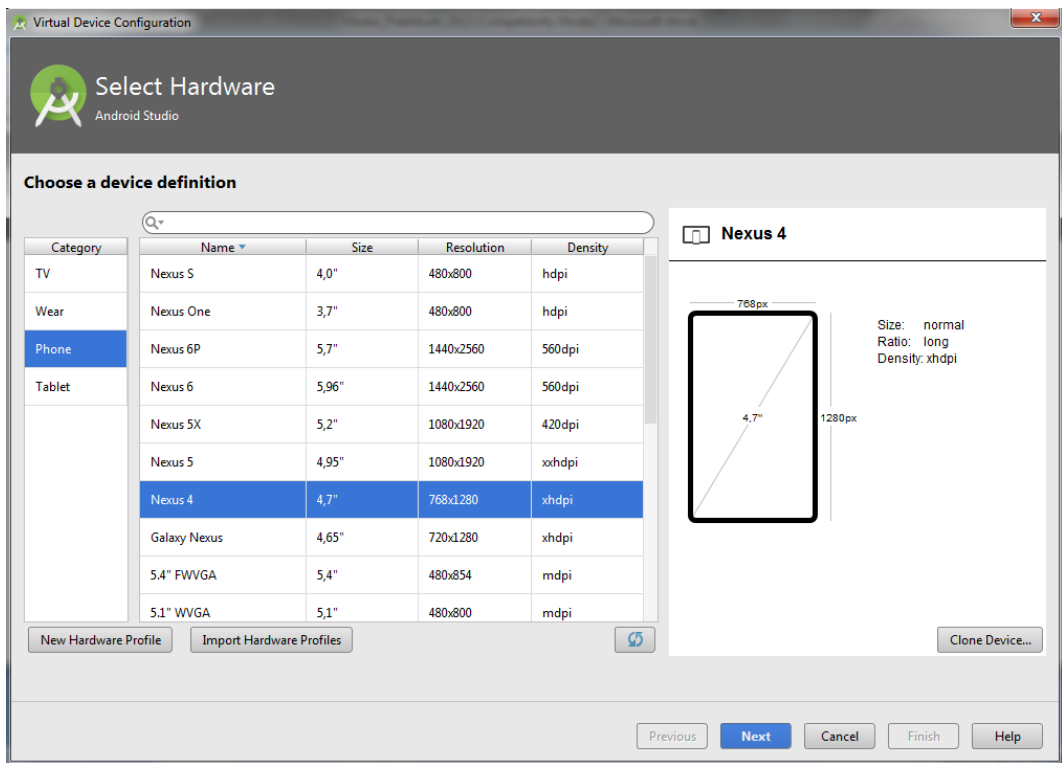 Virtual Device Configuration
Select Hardware
Android Studio
Choose a device definition
Category
TV
Wear
Phone
Tablet
Name Size Resolution Density
Nexus S 4,0" 480x800 hdpi
Nexus One 3,7" 480x800 hdpi
Nexus 6P 5,7" 1440x2560 560dpi
Nexus 6 5,96" 1440x2560 560dpi
Nexus 5X 5,2" 1080x1920 420dpi
Nexus 5 4,95" 1080x1920 xxhdpi
Nexus 4 4,7" 768x1280 xhdpi
Galaxy Nexus 4,65" 720x1280 xhdpi
5.4" FWVGA 5,4" 480x854 mdpi
5.1" WVGA 5,1" 480x800 mdpi
Nexus 4
768px
4,7"
1280px
Size: normal
Ratio: long
Density: xhdpi
New Hardware Profile Import Hardware Profiles
Clone Device...
Previous Next Cancel Finish Help